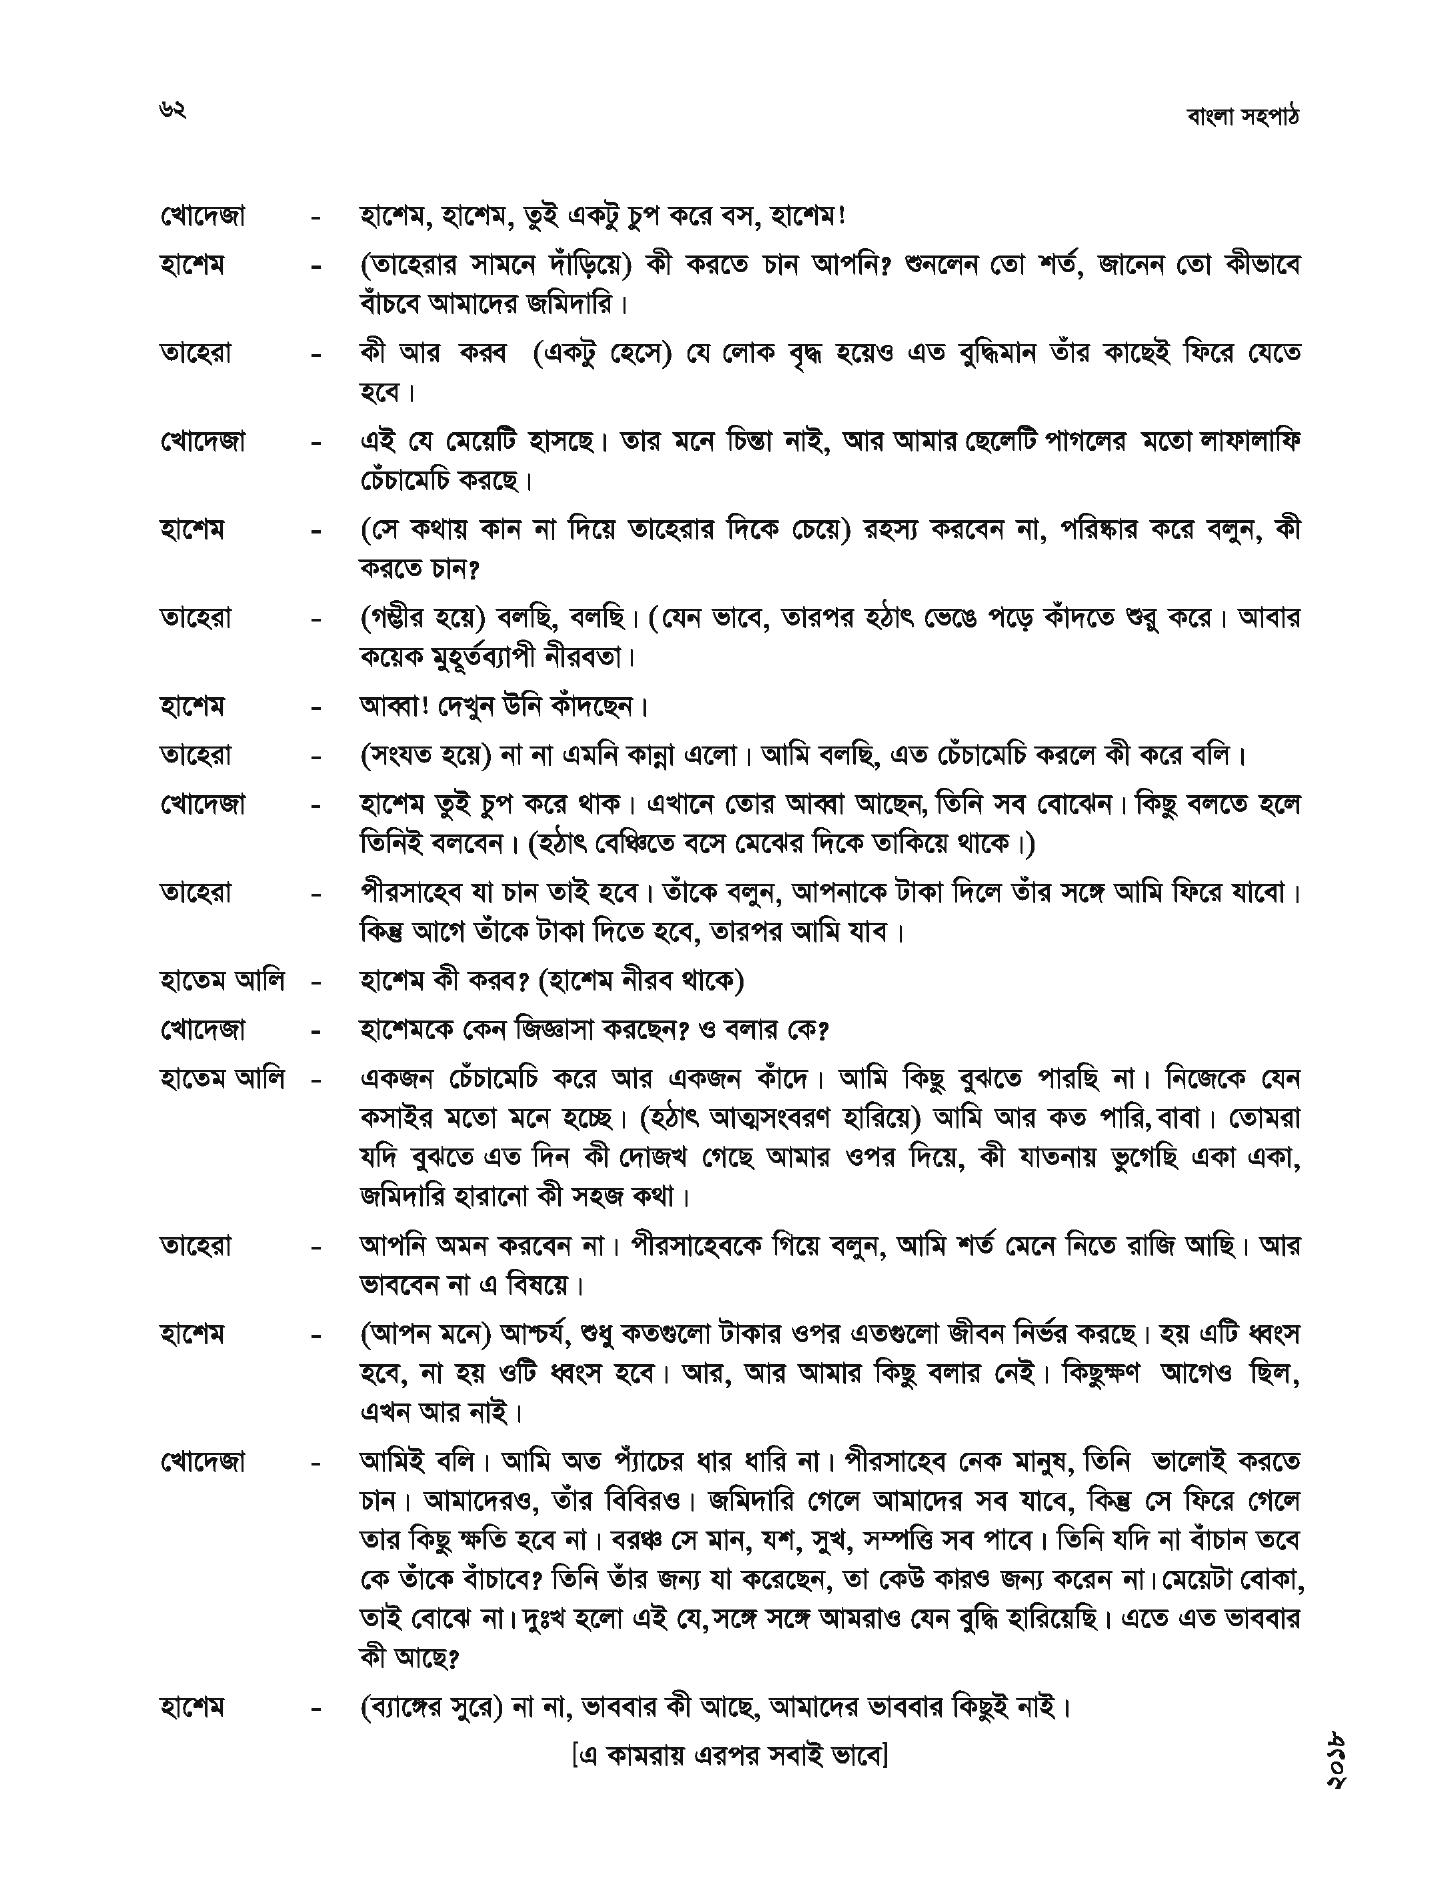 ৬২
বাংলা সহপাঠ
খোদেজা - হাশেম, হাশেম, তুই একটু চুপ করে বস, হাশেম!
হাশেম - (তাহেরার সামনে দাঁড়িয়ে) কী করতে চান আপনি? শুনলেন তো শর্ত, জানেন তো কীভাবে
বাঁচবে আমাদের জমিদারি।
তাহেরা - কী আর করব (একটু হেসে) যে লোক বৃদ্ধ হয়েও এত বুদ্ধিমান তাঁর কাছেই ফিরে যেতে
হবে।
খোদেজা - এই যে মেয়েটি হাসছে। তার মনে চিন্তা নাই, আর আমার ছেলেটি পাগলের মতো লাফালাফি
চেঁচামেচি করছে।
হাশেম - (সে কথায় কান না দিয়ে তাহেরার দিকে চেয়ে) রহস্য করবেন না, পরিষ্কার করে বলুন, কী
করতে চান?
তাহেরা - (গম্ভীর হয়ে) বলছি, বলছি। (যেন ভাবে, তারপর হঠাৎ ভেঙে পড়ে কাঁদতে শুরু করে। আবার
কয়েক মুহূর্তব্যাপী নীরবতা।
হাশেম - আব্বা! দেখুন উনি কাঁদছেন।
তাহেরা - (সংযত হয়ে) না না এমনি কান্না এলো। আমি বলছি, এত চেঁচামেচি করলে কী করে বলি।
খোদেজা - হাশেম তুই চুপ করে থাক। এখানে তোর আব্বা আছেন, তিনি সব বোঝেন। কিছু বলতে হলে
তিনিই বলবেন। (হঠাৎ বেঞ্চিতে বসে মেঝের দিকে তাকিয়ে থাকে।)
তাহেরা - পীরসাহেব যা চান তাই হবে। তাঁকে বলুন, আপনাকে টাকা দিলে তাঁর সঙ্গে আমি ফিরে যাবো।
কিন্তু আগে তাঁকে টাকা দিতে হবে, তারপর আমি যাব।
হাতেম আলি - হাশেম কী করব? (হাশেম নীরব থাকে)
খোদেজা - হাশেমকে কেন জিজ্ঞাসা করছেন? ও বলার কে?
হাতেম আলি - একজন চেঁচামেচি করে আর একজন কাঁদে। আমি কিছু বুঝতে পারছি না। নিজেকে যেন
কসাইর মতো মনে হচ্ছে। (হঠাৎ আত্মসংবরণ হারিয়ে) আমি আর কত পারি, বাবা। তোমরা
যদি বুঝতে এত দিন কী দোজখ গেছে আমার ওপর দিয়ে, কী যাতনায় ভুগেছি একা একা,
জমিদারি হারানো কী সহজ কথা।
তাহেরা - আপনি অমন করবেন না। পীরসাহেবকে গিয়ে বলুন, আমি শর্ত মেনে নিতে রাজি আছি। আর
ভাববেন না এ বিষয়ে।
হাশেম - (আপন মনে) আশ্চর্য, শুধু কতগুলো টাকার ওপর এতগুলো জীবন নির্ভর করছে। হয় এটি ধ্বংস
হবে, না হয় ওটি ধ্বংস হবে। আর, আর আমার কিছু বলার নেই। কিছুক্ষণ আগেও ছিল,
এখন আর নাই।
খোদেজা - আমিই বলি। আমি অত প্যাঁচের ধার ধারি না। পীরসাহেব নেক মানুষ, তিনি ভালোই করতে
চান। আমাদেরও, তাঁর বিবিরও। জমিদারি গেলে আমাদের সব যাবে, কিন্তু সে ফিরে গেলে
তার কিছু ক্ষতি হবে না। বরঞ্চ সে মান, যশ, সুখ, সম্পত্তি সব পাবে। তিনি যদি না বাঁচান তবে
কে তাঁকে বাঁচাবে? তিনি তাঁর জন্য যা করেছেন, তা কেউ কারও জন্য করেন না। মেয়েটা বোকা,
তাই বোঝে না। দুঃখ হলো এই যে, সঙ্গে সঙ্গে আমরাও যেন বুদ্ধি হারিয়েছি। এতে এত ভাববার
কী আছে?
হাশেম - (ব্যাঙ্গের সুরে) না না, ভাববার কী আছে, আমাদের ভাববার কিছুই নাই।
[এ কামরায় এরপর সবাই ভাবে]
২০১৮